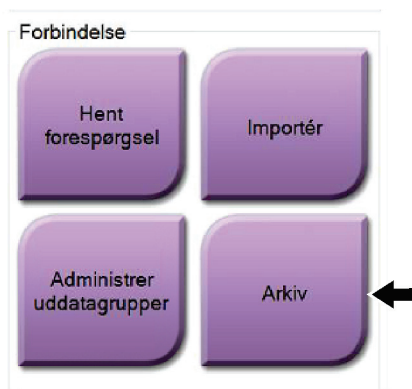 Forbindelse
Hent
forespørgsel
Importér
Administrer
uddatagrupper
Arkiv